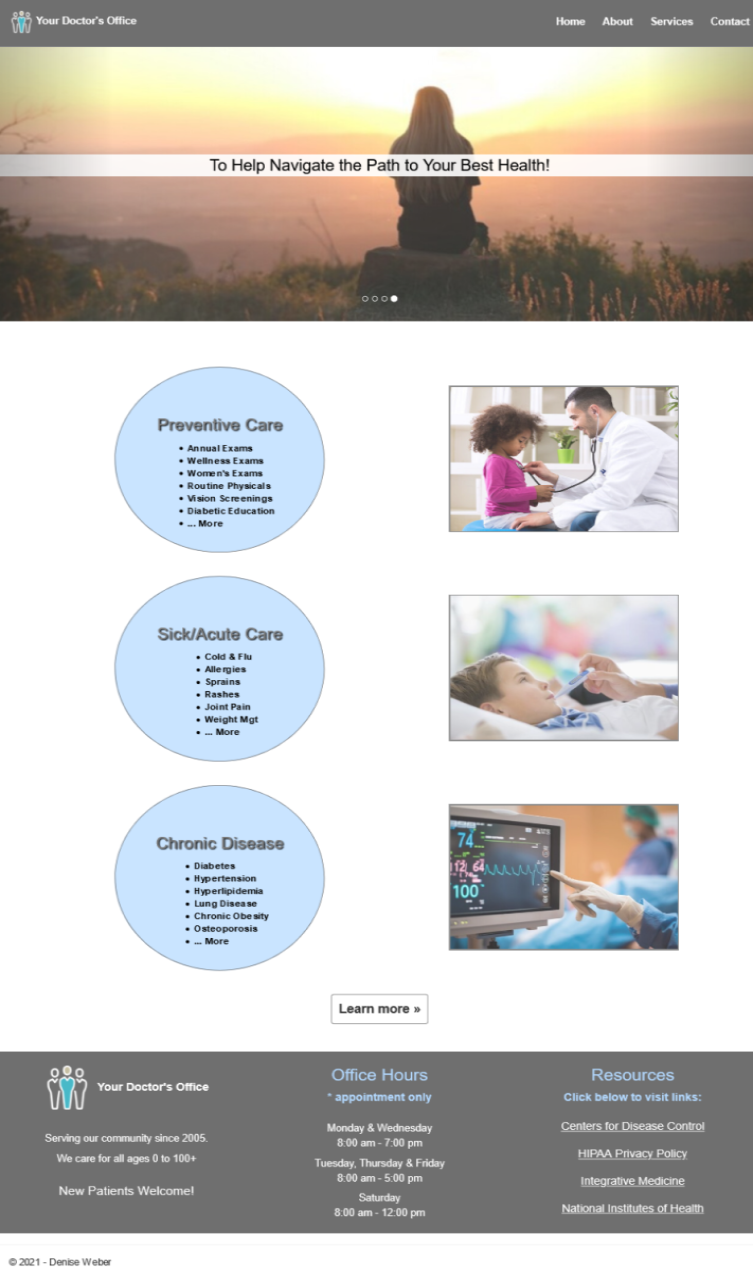 Your Doctor's Office
Home About Services Contact
To Help Navigate the Path to Your Best Health!
Preventive Care
• Annual Exams
• Wellness Exams
• Women's Exams
• Routine Physicals
• Vision Screenings
• Diabetic Education
• ... More
Sick/Acute Care
• Cold & Flu
• Allergies
• Sprains
• Rashes
• Joint Pain
• Weight Mgt
• ... More
Chronic Disease
• Diabetes
• Hypertension
• Hyperlipidemia
• Lung Disease
• Chronic Obesity
• Osteoporosis
• ... More
74
112/64
100
Learn more »
Your Doctor's Office
Serving our community since 2005.
We care for all ages 0 to 100+
New Patients Welcome!
Office Hours
* appointment only
Monday & Wednesday
8:00 am - 7:00 pm
Tuesday, Thursday & Friday
8:00 am - 5:00 pm
Saturday
8:00 am - 12:00 pm
Resources
Click below to visit links:
Centers for Disease Control
HIPAA Privacy Policy
Integrative Medicine
National Institutes of Health
© 2021 - Denise Weber